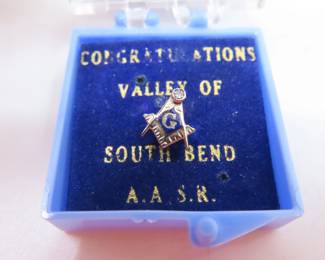 CONGRATULATIONS
VALLEY OF
G
SOUTH BEND
A.A.S.R.